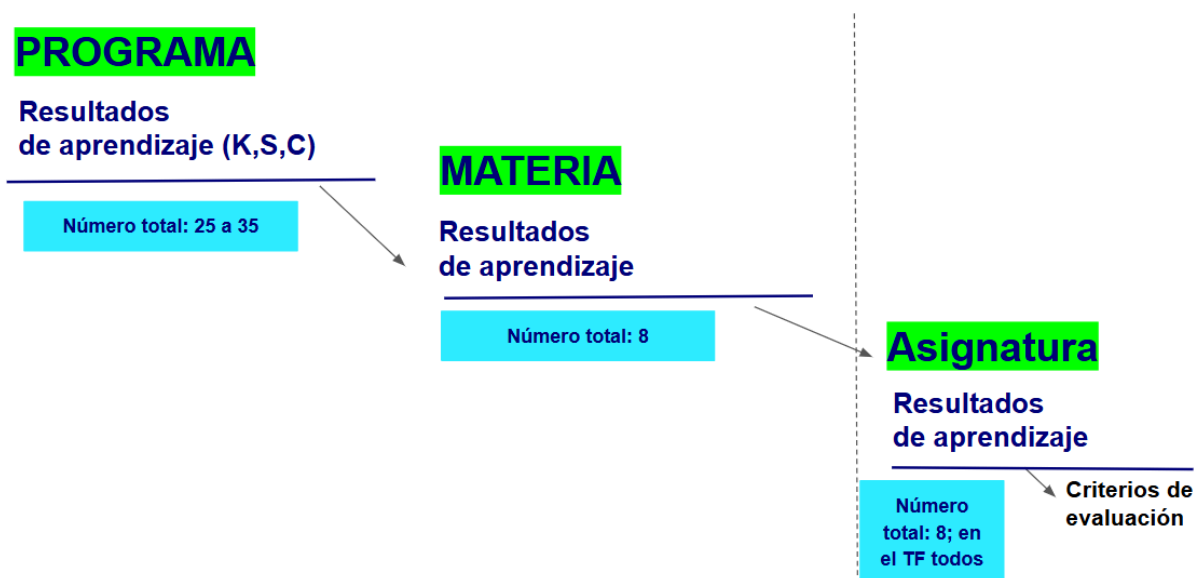 PROGRAMA
Resultados
de aprendizaje (K,S,C)
Número total: 25 a 35
MATERIA
Resultados
de aprendizaje
Número total: 8
Asignatura
Resultados
de aprendizaje
Número
total: 8; en
el TF todos
Criterios de
evaluación